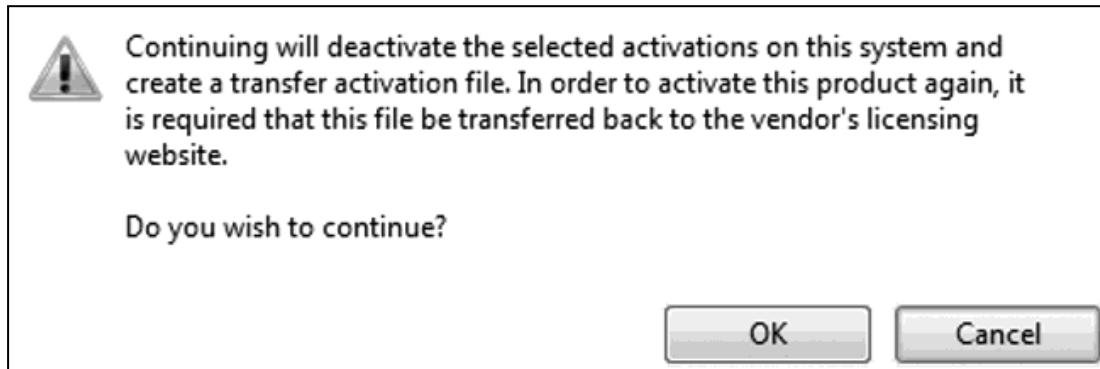 Continuing will deactivate the selected activations on this system and
create a transfer activation file. In order to activate this product again, it
is required that this file be transferred back to the vendor's licensing
website.
Do you wish to continue?
OK
Cancel